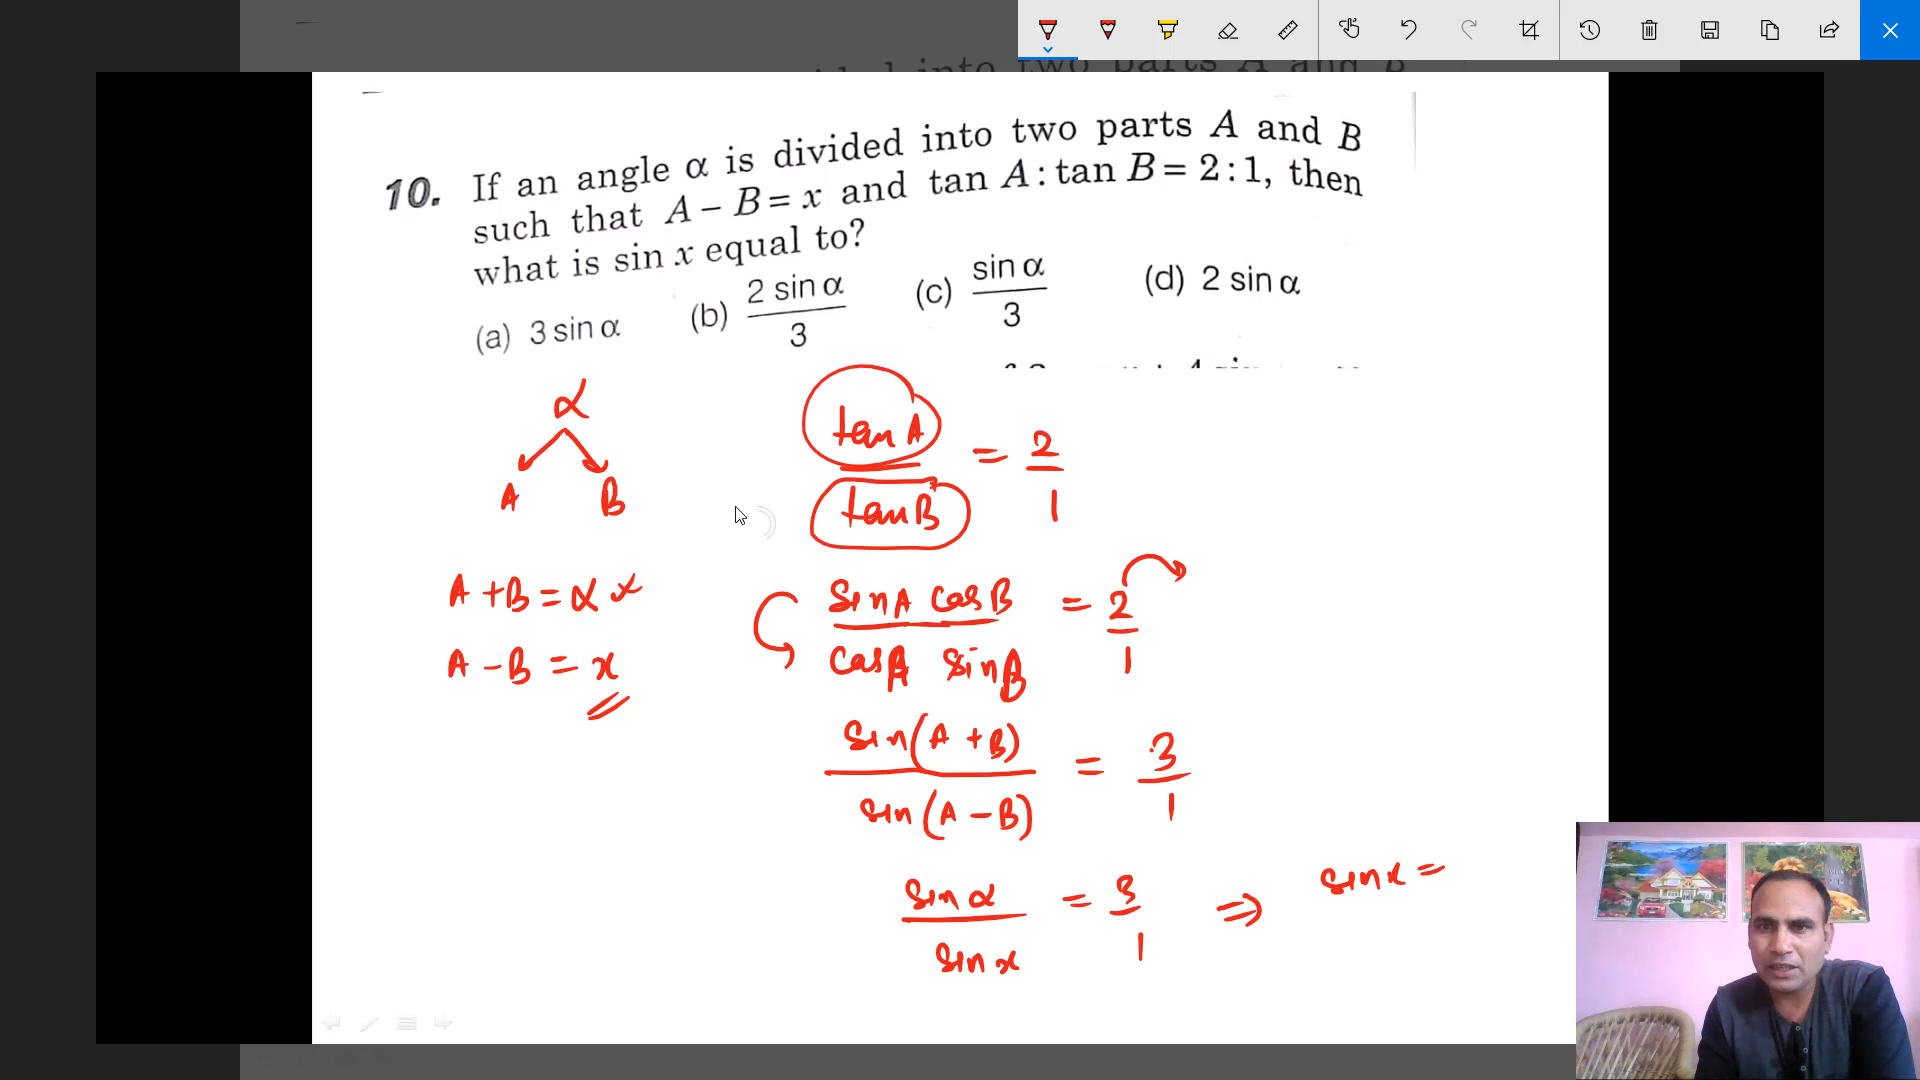 10. If an angle α is divided into two parts A and B
such that A – B = x and tan A : tan B = 2 : 1, then
what is sin x equal to?
(a) 3 sin α (b) 2 sin α / 3 (c) sin α / 3 (d) 2 sin α
α
A B
tan A / tan B = 2 / 1
A + B = α
A – B = x
sin A cos B / cos A sin B = 2 / 1
sin (A + B) / sin (A – B) = 3 / 1
sin α / sin x = 3 / 1 ⇒ sin x =